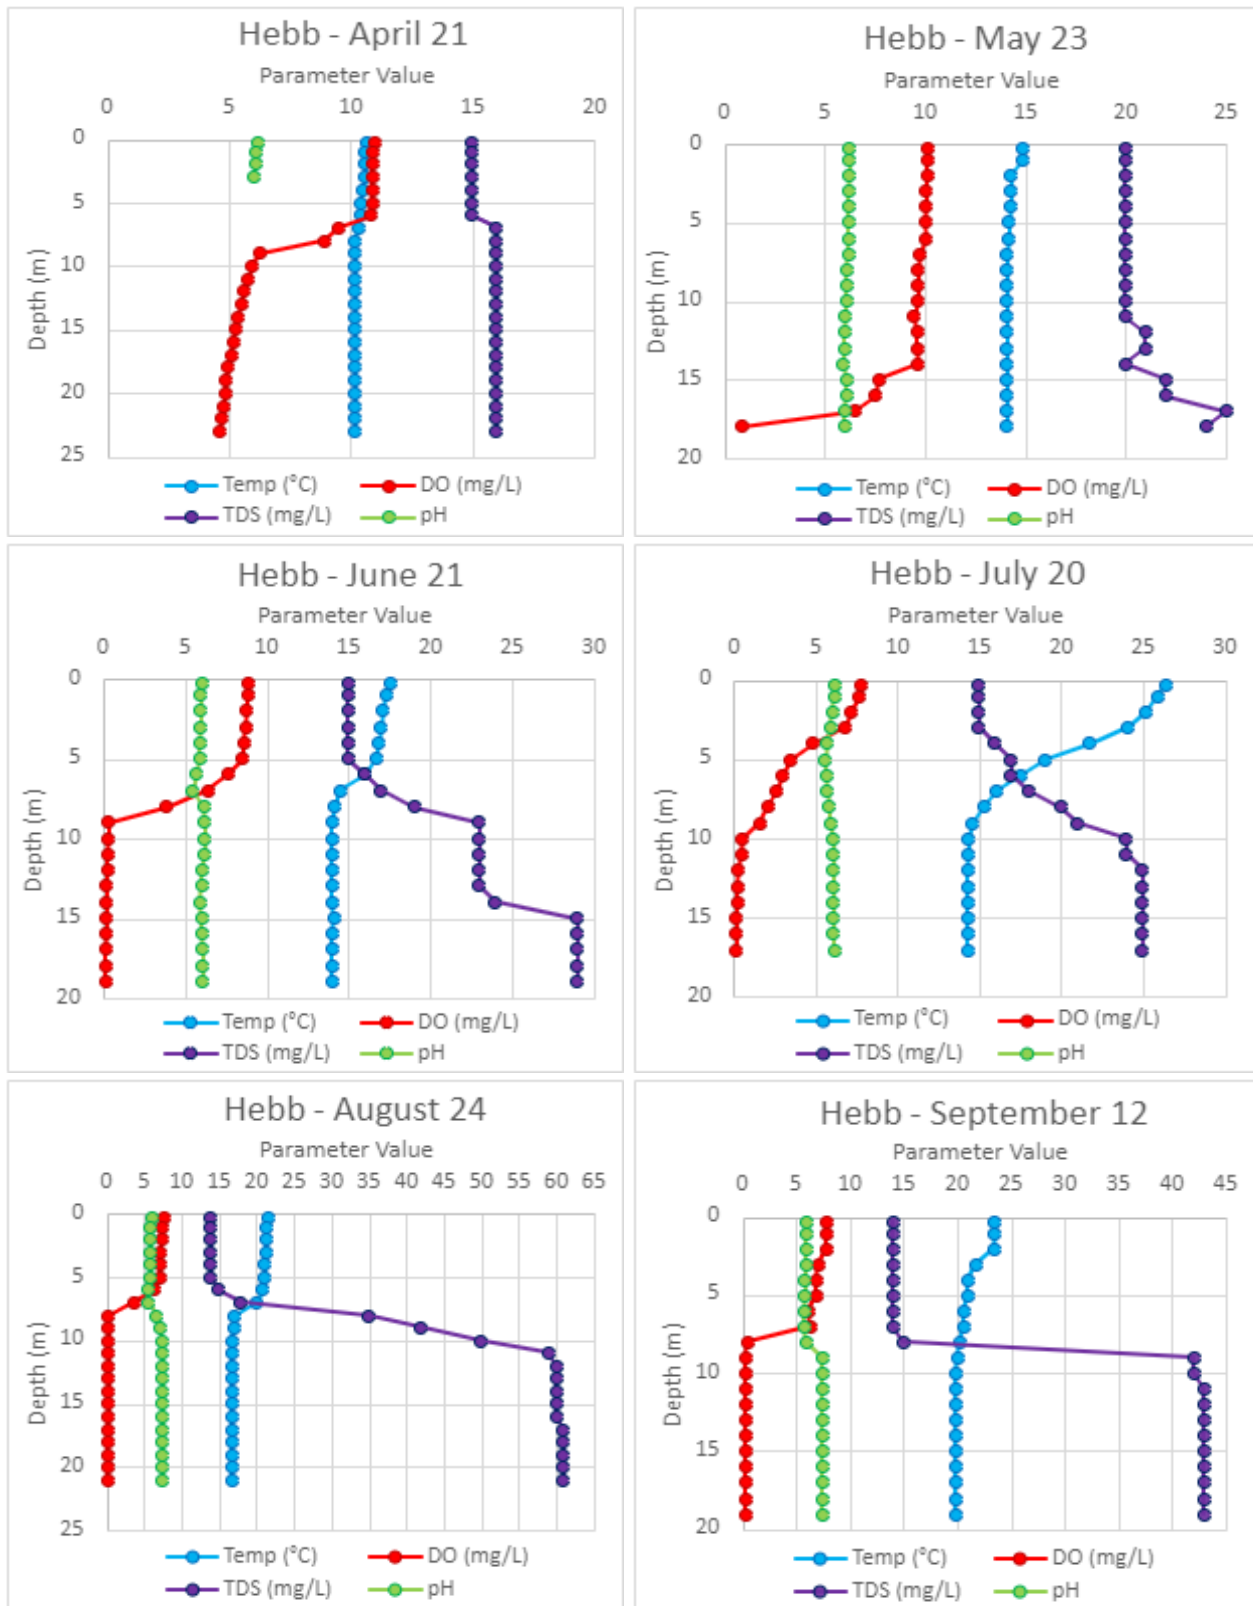 Hebb - April 21
Parameter Value
0 5 10 15 20
0
5
10
15
20
25
Depth (m)
Temp (°C) DO (mg/L)
TDS (mg/L) pH
Hebb - May 23
Parameter Value
0 5 10 15 20 25
0
5
10
15
20
Depth (m)
Temp (°C) DO (mg/L)
TDS (mg/L) pH
Hebb - June 21
Parameter Value
0 5 10 15 20 25 30
0
5
10
15
20
Depth (m)
Temp (°C) DO (mg/L)
TDS (mg/L) pH
Hebb - July 20
Parameter Value
0 5 10 15 20 25 30
0
5
10
15
20
Depth (m)
Temp (°C) DO (mg/L)
TDS (mg/L) pH
Hebb - August 24
Parameter Value
0 5 10 15 20 25 30 35 40 45 50 55 60 65
0
5
10
15
20
25
Depth (m)
Temp (°C) DO (mg/L)
TDS (mg/L) pH
Hebb - September 12
Parameter Value
0 5 10 15 20 25 30 35 40 45
0
5
10
15
20
Depth (m)
Temp (°C) DO (mg/L)
TDS (mg/L) pH